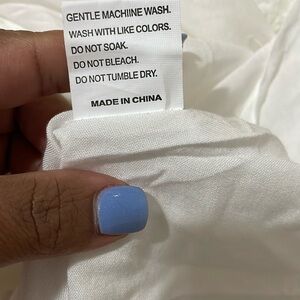 GENTLE MACHIINE WASH.
WASH WITH LIKE COLORS.
DO NOT SOAK.
DO NOT BLEACH.
DO NOT TUMBLE DRY.
MADE IN CHINA